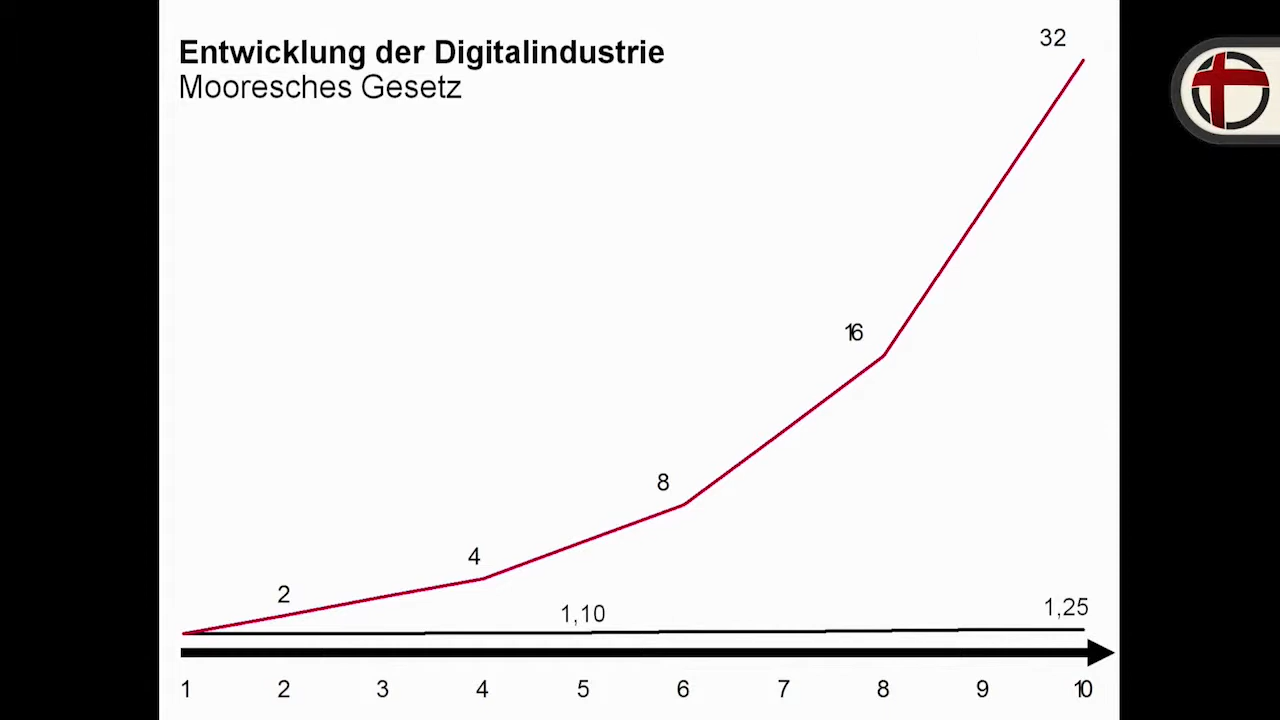 Entwicklung der Digitalindustrie
Mooresches Gesetz
32
16
8
4
2
1,10
1,25
1 2 3 4 5 6 7 8 9 10